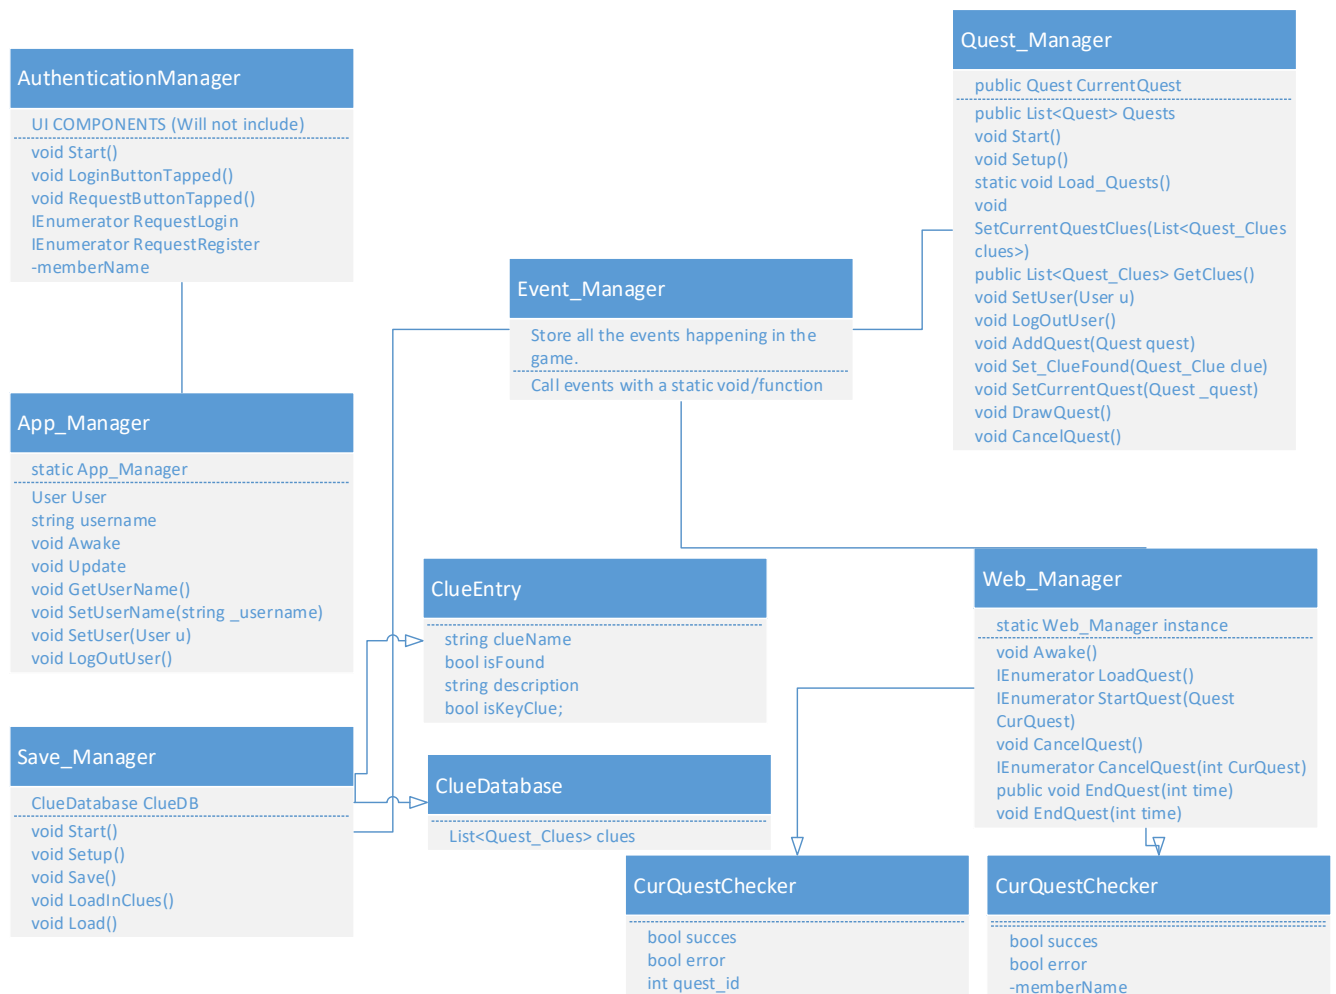 AuthenticationManager
UI COMPONENTS (Will not include)
void Start()
void LoginButtonTapped()
void RequestButtonTapped()
IEnumerator RequestLogin
IEnumerator RequestRegister
-memberName
Quest_Manager
public Quest CurrentQuest
public List<Quest> Quests
void Start()
void Setup()
static void Load_Quests()
void
SetCurrentQuestClues(List<Quest_Clues
clues>)
public List<Quest_Clues> GetClues()
void SetUser(User u)
void LogOutUser()
void AddQuest(Quest quest)
void Set_ClueFound(Quest_Clue clue)
void SetCurrentQuest(Quest _quest)
void DrawQuest()
void CancelQuest()
Event_Manager
Store all the events happening in the
game.
Call events with a static void/function
App_Manager
static App_Manager
User User
string username
void Awake
void Update
void GetUserName()
void SetUserName(string _username)
void SetUser(User u)
void LogOutUser()
ClueEntry
string clueName
bool isFound
string description
bool isKeyClue;
Web_Manager
static Web_Manager instance
void Awake()
IEnumerator LoadQuest()
IEnumerator StartQuest(Quest
CurQuest)
void CancelQuest()
IEnumerator CancelQuest(int CurQuest)
public void EndQuest(int time)
void EndQuest(int time)
Save_Manager
ClueDatabase ClueDB
void Start()
void Setup()
void Save()
void LoadInClues()
void Load()
ClueDatabase
List<Quest_Clues> clues
CurQuestChecker
bool succes
bool error
int quest_id
CurQuestChecker
bool succes
bool error
-memberName